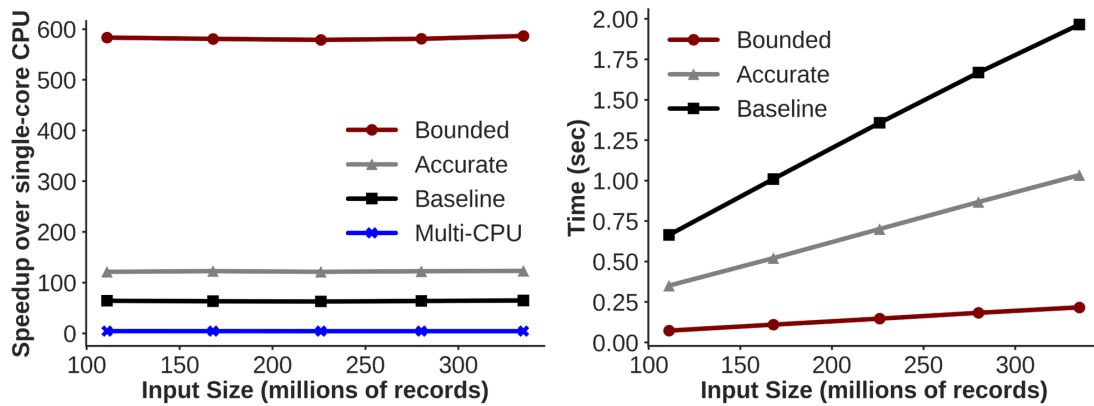 Speedup over single-core CPU
600
500
400
300
200
100
0
Bounded
Accurate
Baseline
Multi-CPU
100 150 200 250 300
Input Size (millions of records)
Time (sec)
2.00
1.75
1.50
1.25
1.00
0.75
0.50
0.25
0.00
Bounded
Accurate
Baseline
100 150 200 250 300
Input Size (millions of records)